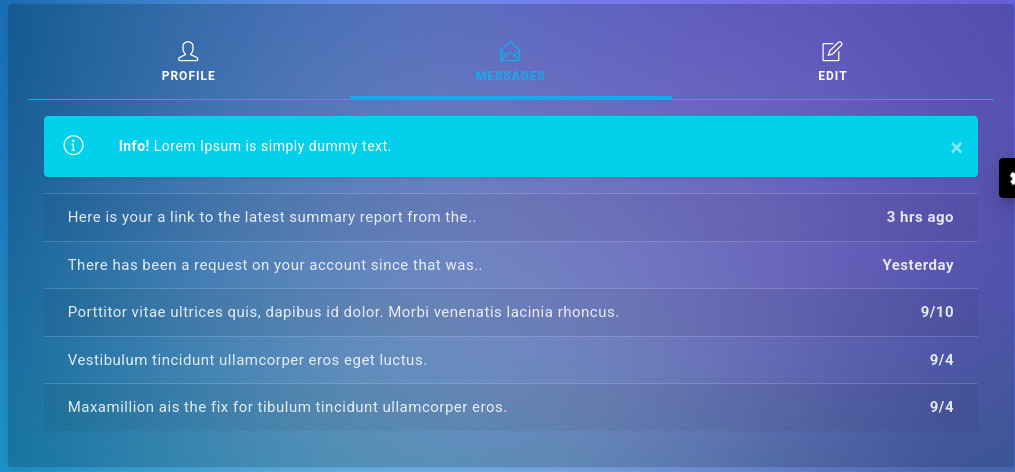 PROFILE
MESSAGES
EDIT
Info! Lorem Ipsum is simply dummy text.
×
Here is your a link to the latest summary report from the.. 3 hrs ago
There has been a request on your account since that was.. Yesterday
Porttitor vitae ultrices quis, dapibus id dolor. Morbi venenatis lacinia rhoncus. 9/10
Vestibulum tincidunt ullamcorper eros eget luctus. 9/4
Maxamillion ais the fix for tibulum tincidunt ullamcorper eros. 9/4